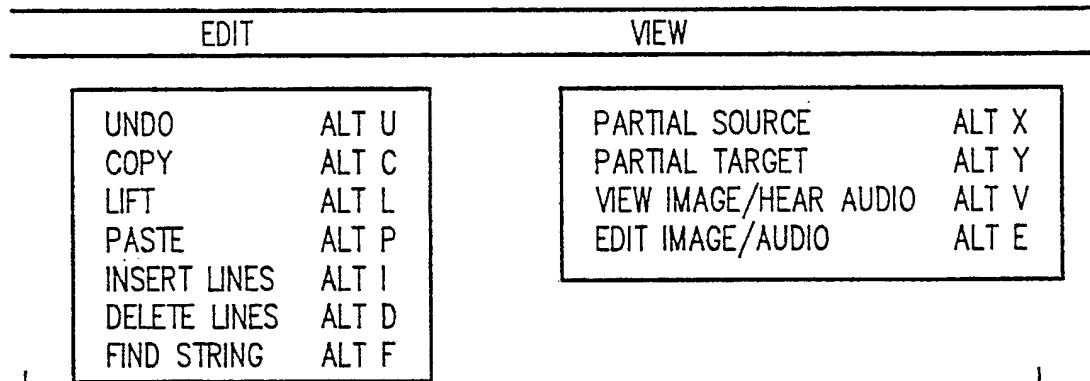 EDIT VIEW
UNDO ALT U
COPY ALT C
LIFT ALT L
PASTE ALT P
INSERT LINES ALT I
DELETE LINES ALT D
FIND STRING ALT F
PARTIAL SOURCE ALT X
PARTIAL TARGET ALT Y
VIEW IMAGE/HEAR AUDIO ALT V
EDIT IMAGE/AUDIO ALT E